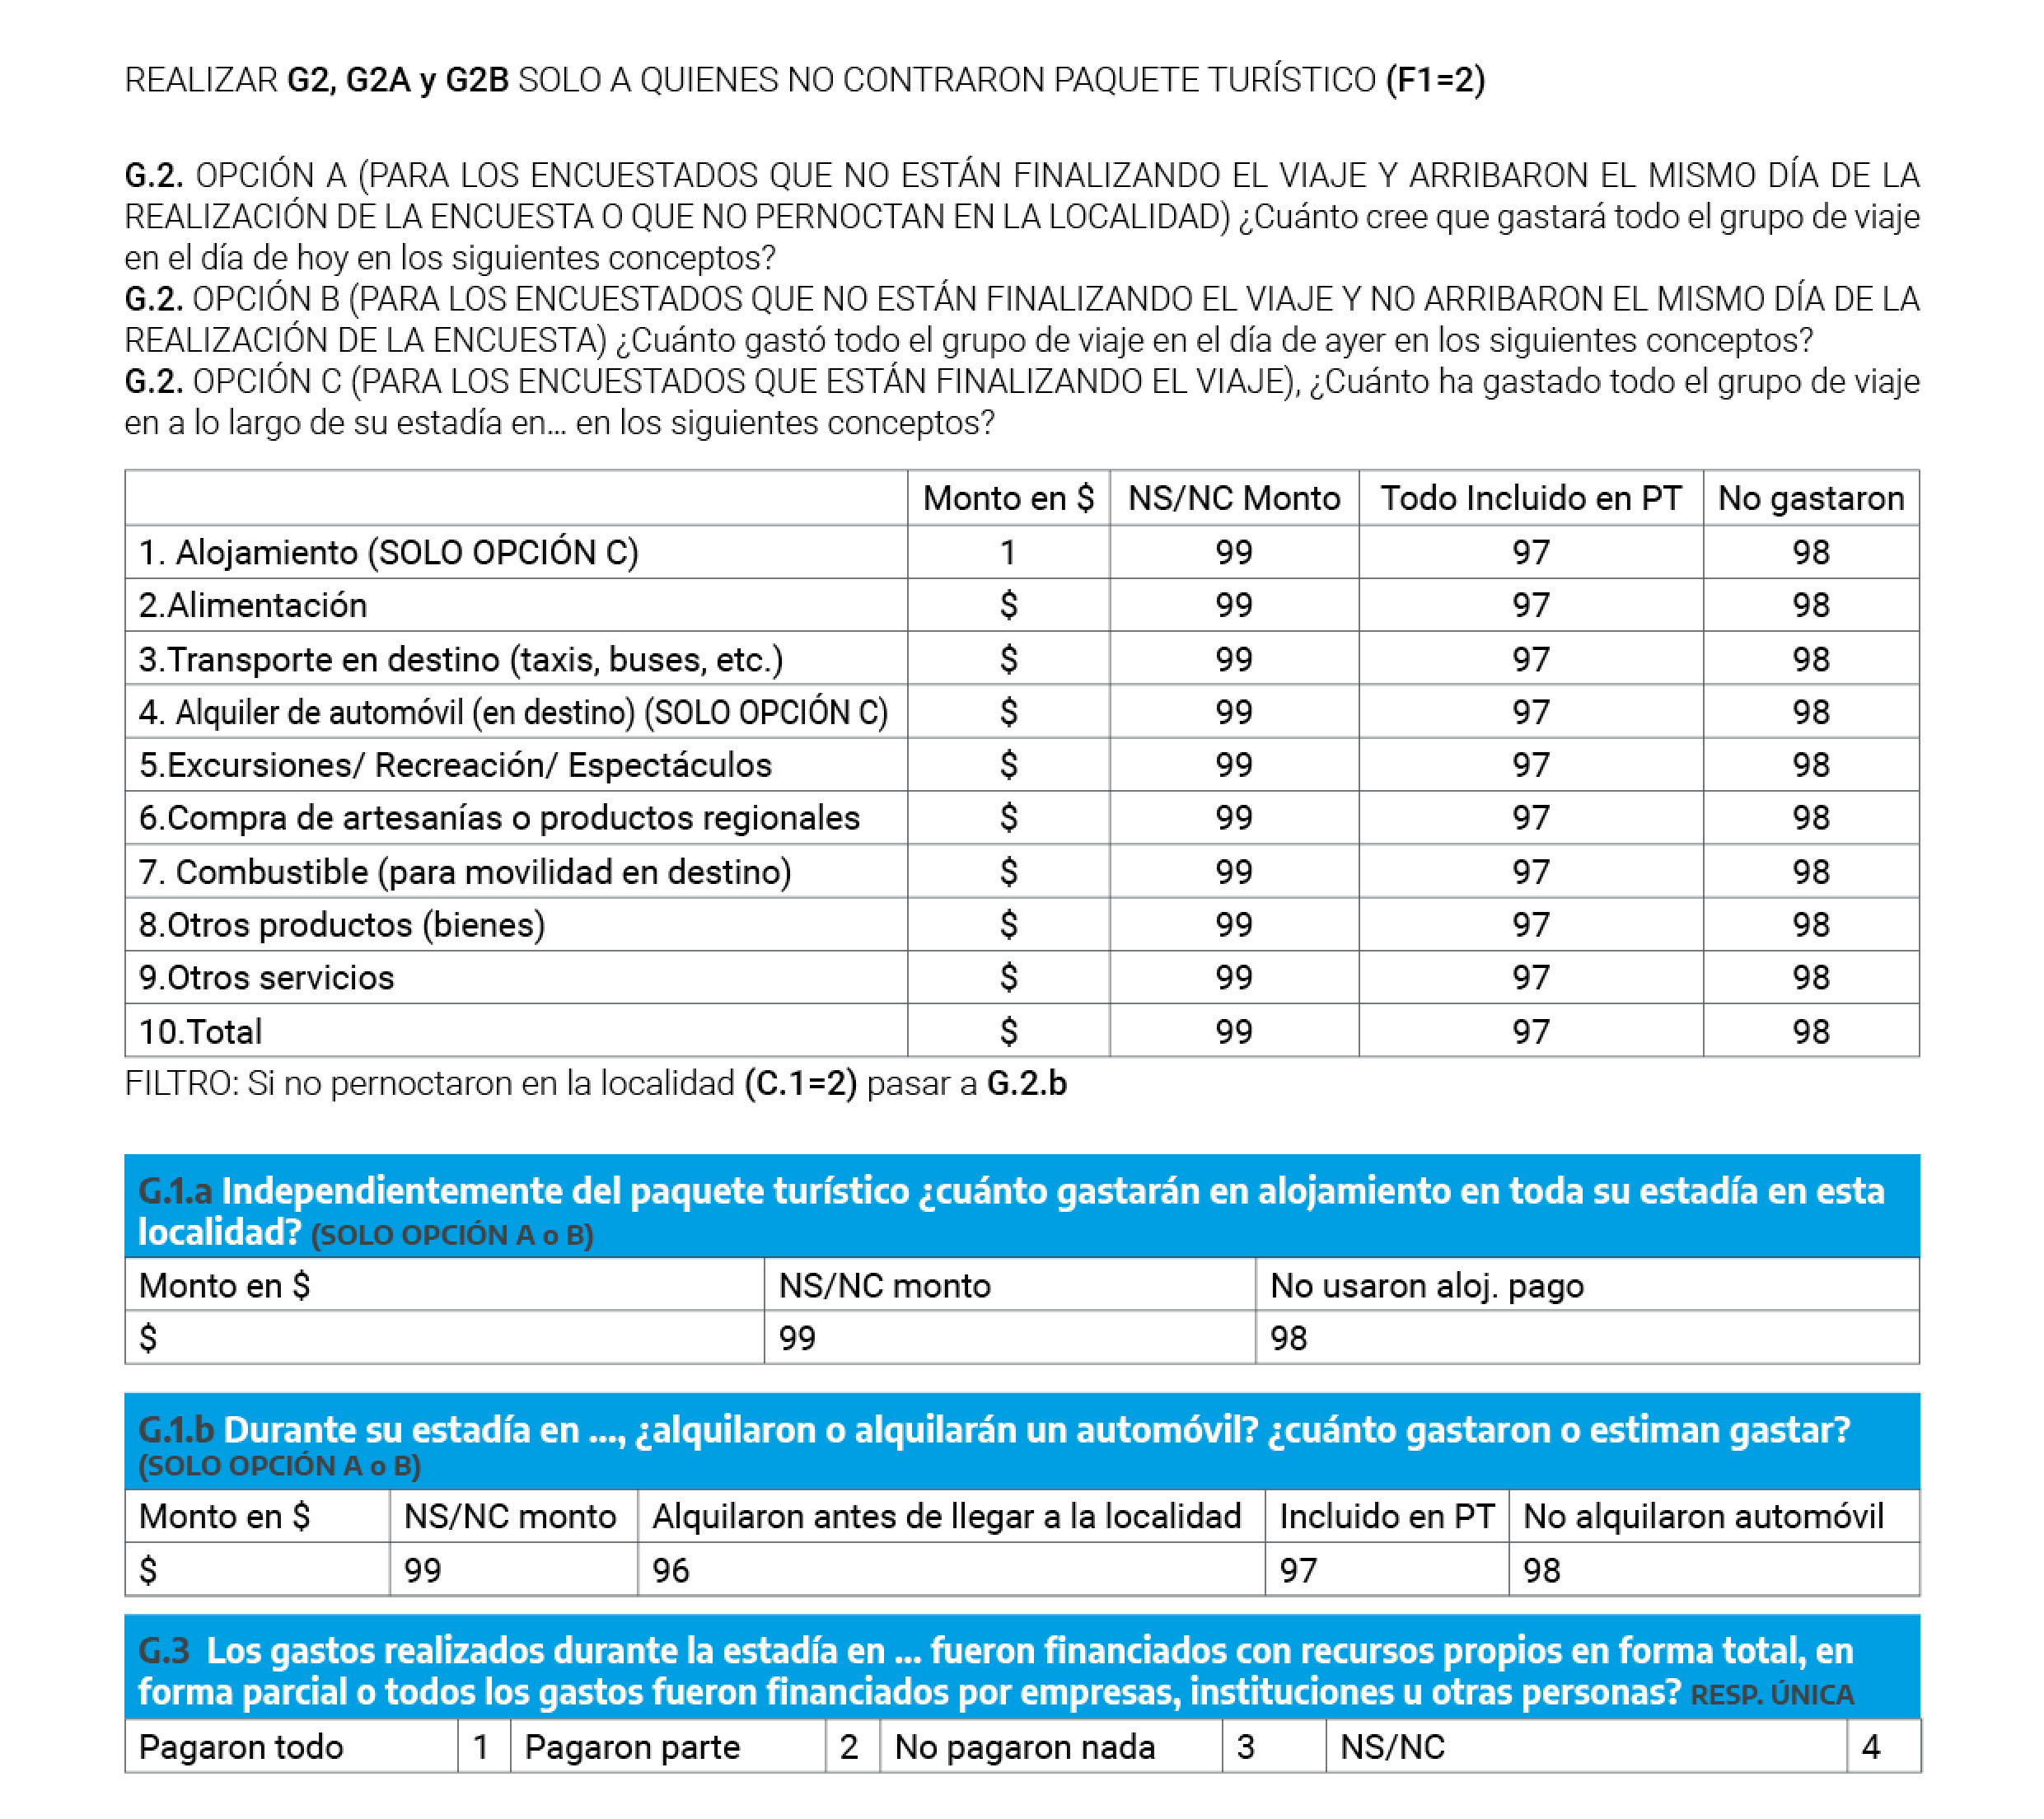 REALIZAR G2, G2A y G2B SOLO A QUIENES NO CONTRARON PAQUETE TURÍSTICO (F1=2)
G.2. OPCIÓN A (PARA LOS ENCUESTADOS QUE NO ESTÁN FINALIZANDO EL VIAJE Y ARRIBARON EL MISMO DÍA DE LA
REALIZACIÓN DE LA ENCUESTA O QUE NO PERNOCTAN EN LA LOCALIDAD) ¿Cuánto cree que gastará todo el grupo de viaje
en el día de hoy en los siguientes conceptos?
G.2. OPCIÓN B (PARA LOS ENCUESTADOS QUE NO ESTÁN FINALIZANDO EL VIAJE Y NO ARRIBARON EL MISMO DÍA DE LA
REALIZACIÓN DE LA ENCUESTA) ¿Cuánto gastó todo el grupo de viaje en el día de ayer en los siguientes conceptos?
G.2. OPCIÓN C (PARA LOS ENCUESTADOS QUE ESTÁN FINALIZANDO EL VIAJE), ¿Cuánto ha gastado todo el grupo de viaje
en a lo largo de su estadía en... en los siguientes conceptos?
Monto en $ NS/NC Monto Todo Incluido en PT No gastaron
1. Alojamiento (SOLO OPCIÓN C) 1 99 97 98
2.Alimentación $ 99 97 98
3.Transporte en destino (taxis, buses, etc.) $ 99 97 98
4. Alquiler de automóvil (en destino) (SOLO OPCIÓN C) $ 99 97 98
5.Excursiones/ Recreación/ Espectáculos $ 99 97 98
6.Compra de artesanías o productos regionales $ 99 97 98
7. Combustible (para movilidad en destino) $ 99 97 98
8.Otros productos (bienes) $ 99 97 98
9.Otros servicios $ 99 97 98
10.Total $ 99 97 98
FILTRO: Si no pernoctaron en la localidad (C.1=2) pasar a G.2.b
G.1.a Independientemente del paquete turístico ¿cuánto gastarán en alojamiento en toda su estadía en esta
localidad? (SOLO OPCIÓN A o B)
Monto en $ NS/NC monto No usaron aloj. pago
$ 99 98
G.1.b Durante su estadía en ..., ¿alquilaron o alquilarán un automóvil? ¿cuánto gastaron o estiman gastar?
(SOLO OPCIÓN A o B)
Monto en $ NS/NC monto Alquilaron antes de llegar a la localidad Incluido en PT No alquilaron automóvil
$ 99 96 97 98
G.3 Los gastos realizados durante la estadía en ... fueron financiados con recursos propios en forma total, en
forma parcial o todos los gastos fueron financiados por empresas, instituciones u otras personas? RESP. ÚNICA
Pagaron todo 1 Pagaron parte 2 No pagaron nada 3 NS/NC 4